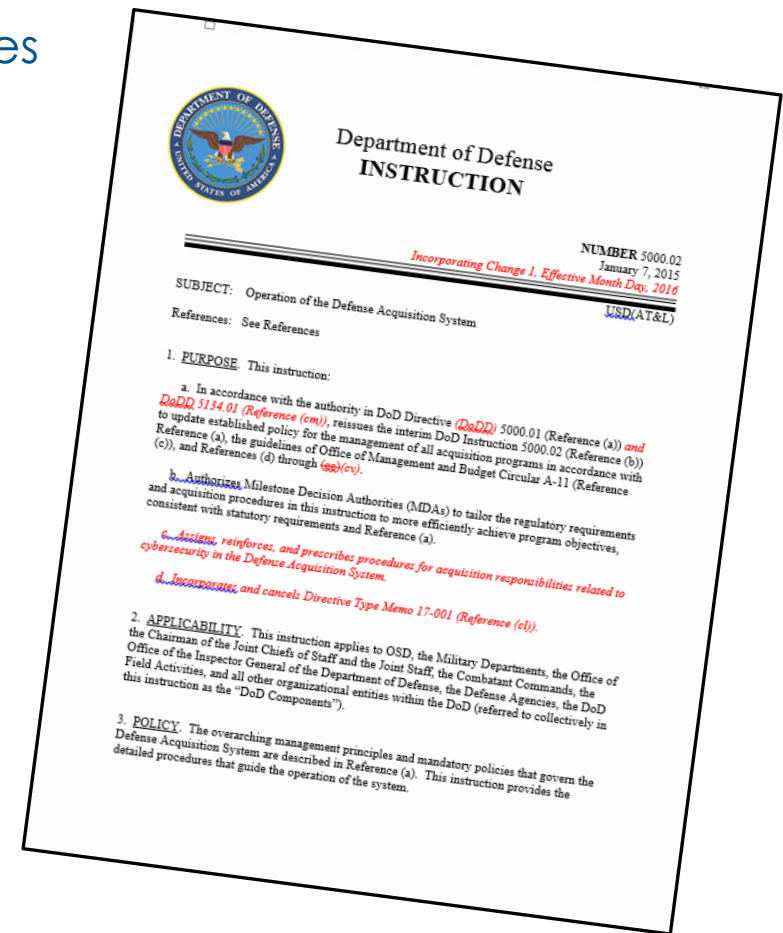 es
DEPARTMENT OF DEFENSE
UNITED STATES OF AMERICA
Department of Defense
INSTRUCTION
NUMBER 5000.02
January 7, 2015
Incorporating Change 1, Effective Month Day, 2016
USD(AT&L)
SUBJECT: Operation of the Defense Acquisition System
References: See References
1. PURPOSE. This instruction:
a. In accordance with the authority in DoD Directive (DoDD) 5000.01 (Reference (a)) and
DoDD 5134.01 (Reference (cm)), reissues the interim DoD Instruction 5000.02 (Reference (b))
to update established policy for the management of all acquisition programs in accordance with
Reference (a), the guidelines of Office of Management and Budget Circular A-11 (Reference
(c)), and References (d) through (cv).
b. Authorizes Milestone Decision Authorities (MDAs) to tailor the regulatory requirements
and acquisition procedures in this instruction to more efficiently achieve program objectives,
consistent with statutory requirements and Reference (a).
c. Assigns, reinforces, and prescribes procedures for acquisition responsibilities related to
cybersecurity in the Defense Acquisition System.
d. Incorporates and cancels Directive Type Memo 17-001 (Reference (cl)).
2. APPLICABILITY. This instruction applies to OSD, the Military Departments, the Office of
the Chairman of the Joint Chiefs of Staff and the Joint Staff, the Combatant Commands, the
Office of the Inspector General of the Department of Defense, the Defense Agencies, the DoD
Field Activities, and all other organizational entities within the DoD (referred to collectively in
this instruction as the “DoD Components”).
3. POLICY. The overarching management principles and mandatory policies that govern the
Defense Acquisition System are described in Reference (a). This instruction provides the
detailed procedures that guide the operation of the system.